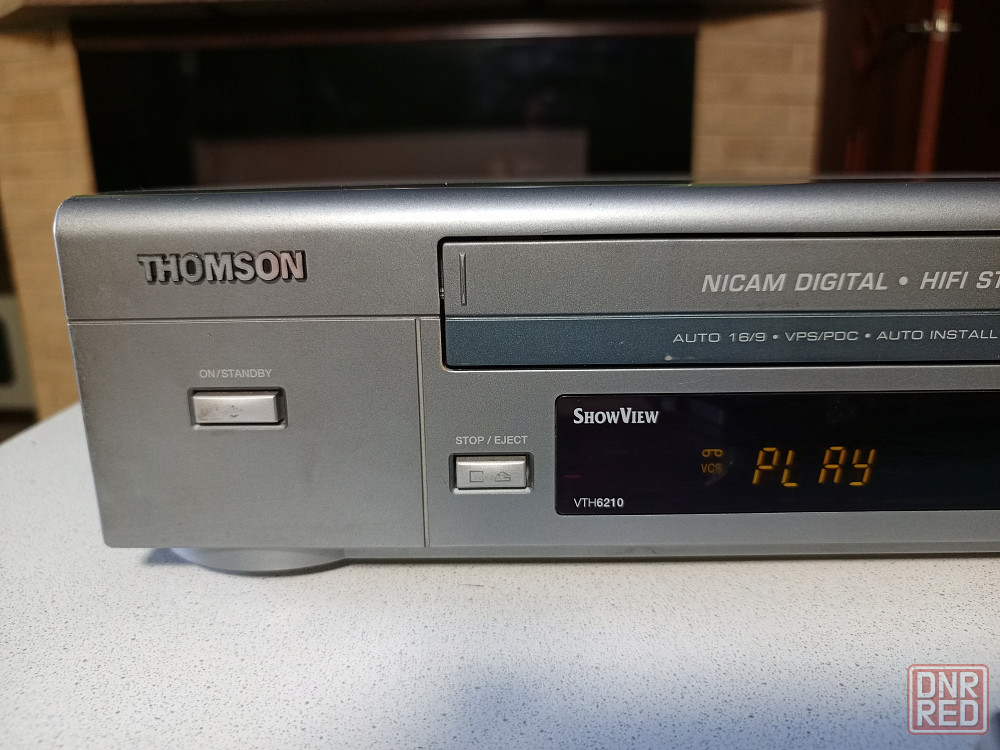 THOMSON
NICAM DIGITAL • HIFI ST
AUTO 16/9 • VPS/PDC • AUTO INSTALL
ON/STANDBY
SHOWVIEW
STOP / EJECT
VCR
PLAY
VTH6210
DNR
RED